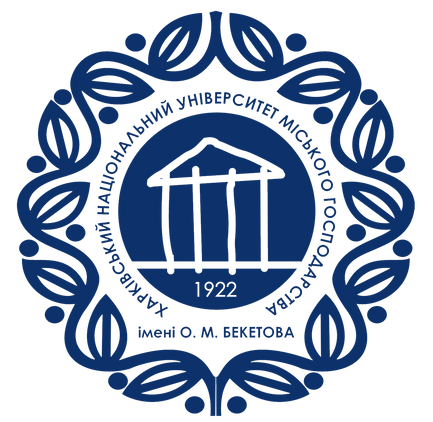 ХАРКІВСЬКИЙ НАЦІОНАЛЬНИЙ УНІВЕРСИТЕТ МІСЬКОГО ГОСПОДАРСТВА
1922
імені О. М. БЕКЕТОВА